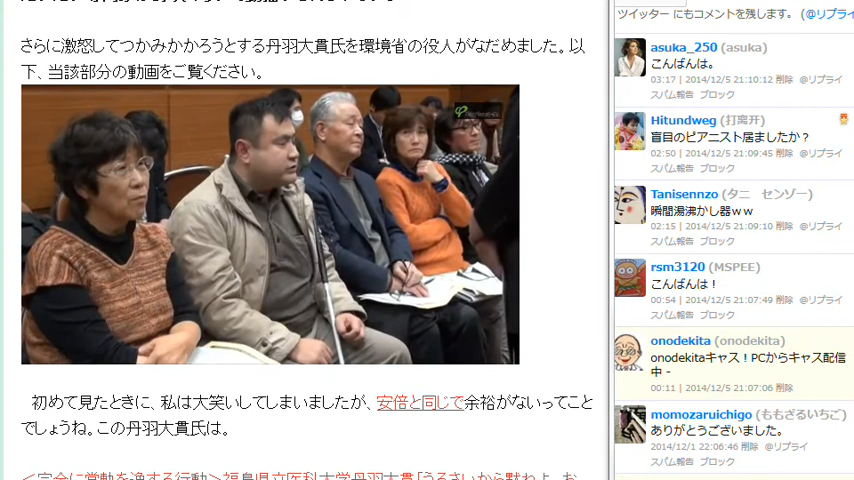 さらに激怒してつかみかかろうとする丹羽大貫氏を環境省の役人がなだめました。以
下、当該部分の動画をご覧ください。
初めて見たときに、私は大笑いしてしまいましたが、安倍と同じで余裕がないってこと
でしょうね。この丹羽大貫氏は。
ツイッター にもコメントを残します。 (@リプライ
asuka_250 (asuka)
こんばんは。
03:17 | 2014/12/5 21:10:12 削除 @リプライ
スパム報告 ブロック
Hitundweg (打离开)
盲目のピアニスト居ましたか？
02:50 | 2014/12/5 21:09:45 削除 @リプライ
スパム報告 ブロック
Tanisennzo (タニ　センゾー)
瞬間湯沸かし器ｗｗ
02:15 | 2014/12/5 21:09:10 削除 @リプライ
スパム報告 ブロック
rsm3120 (MSPEE)
こんばんは！
00:54 | 2014/12/5 21:07:49 削除 @リプライ
スパム報告 ブロック
onodekita (onodekita)
onodekitaキャス！PCからキャス配信
中 -
00:11 | 2014/12/5 21:07:06 削除
momozaruichigo (ももざるいちご)
ありがとうございました。
2014/12/1 22:06:46 削除 @リプライ
スパム報告 ブロック